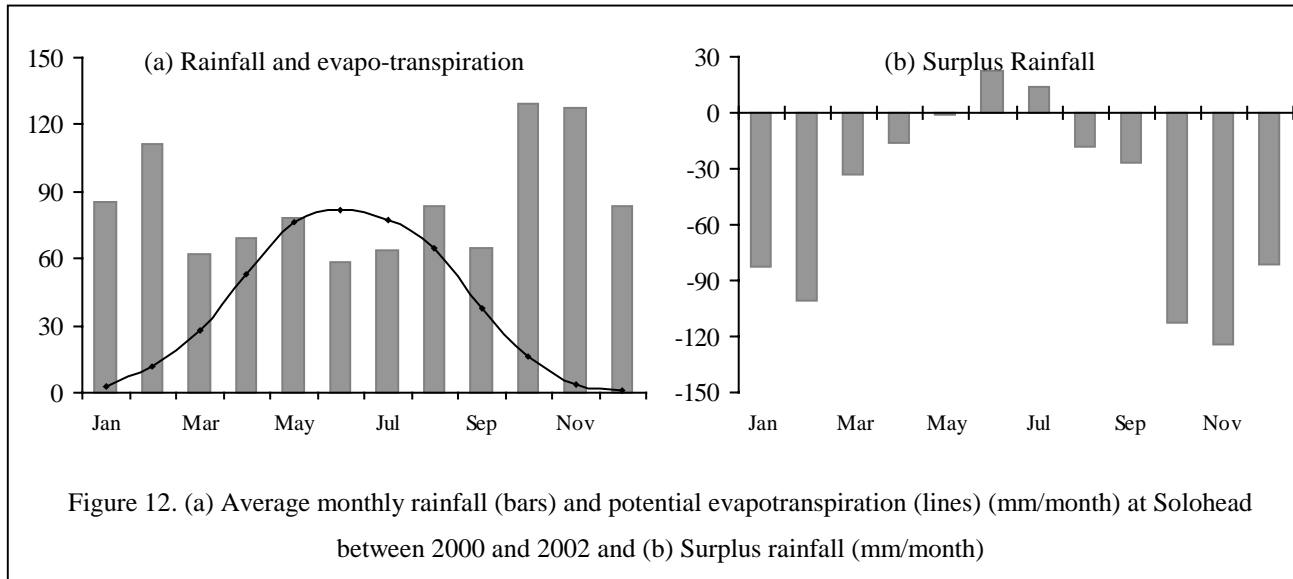 (a) Rainfall and evapo-transpiration
150
120
90
60
30
0
Jan Mar May Jul Sep Nov
(b) Surplus Rainfall
30
0
-30
-60
-90
-120
-150
Jan Mar May Jul Sep Nov
Figure 12. (a) Average monthly rainfall (bars) and potential evapotranspiration (lines) (mm/month) at Solohead
between 2000 and 2002 and (b) Surplus rainfall (mm/month)